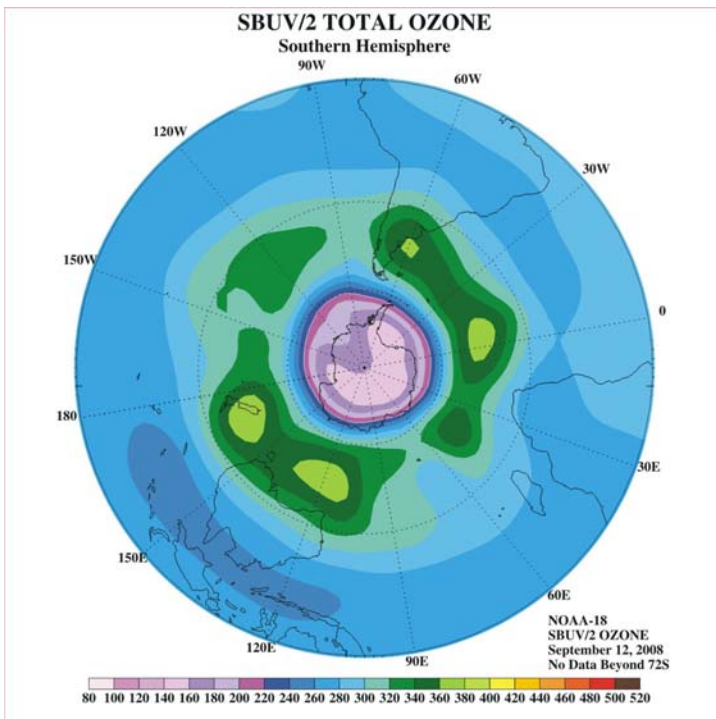 SBUV/2 TOTAL OZONE
Southern Hemisphere
90W
60W
120W
30W
150W
0
180
30E
150E
60E
120E
90E
NOAA-18
SBUV/2 OZONE
September 12, 2008
No Data Beyond 72S
80 100 120 140 160 180 200 220 240 260 280 300 320 340 360 380 400 420 440 460 480 500 520